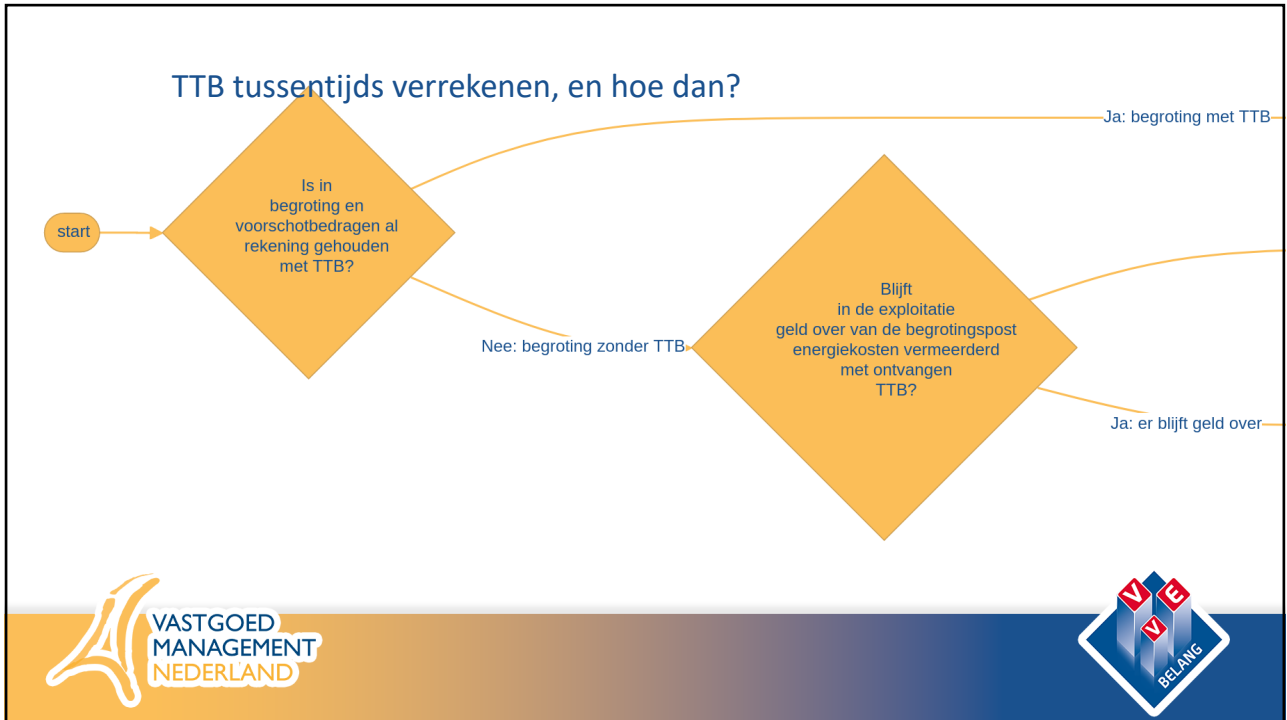 TTB tussentijds verrekenen, en hoe dan?
Ja: begroting met TTB
Is in
begroting en
voorschotbedragen al
rekening gehouden
met TTB?
start
Blijft
in de exploitatie
geld over van de begrotingspost
energiekosten vermeerderd
met ontvangen
TTB?
Nee: begroting zonder TTB
Ja: er blijft geld over
VASTGOED
MANAGEMENT
NEDERLAND
V V E
BELANG